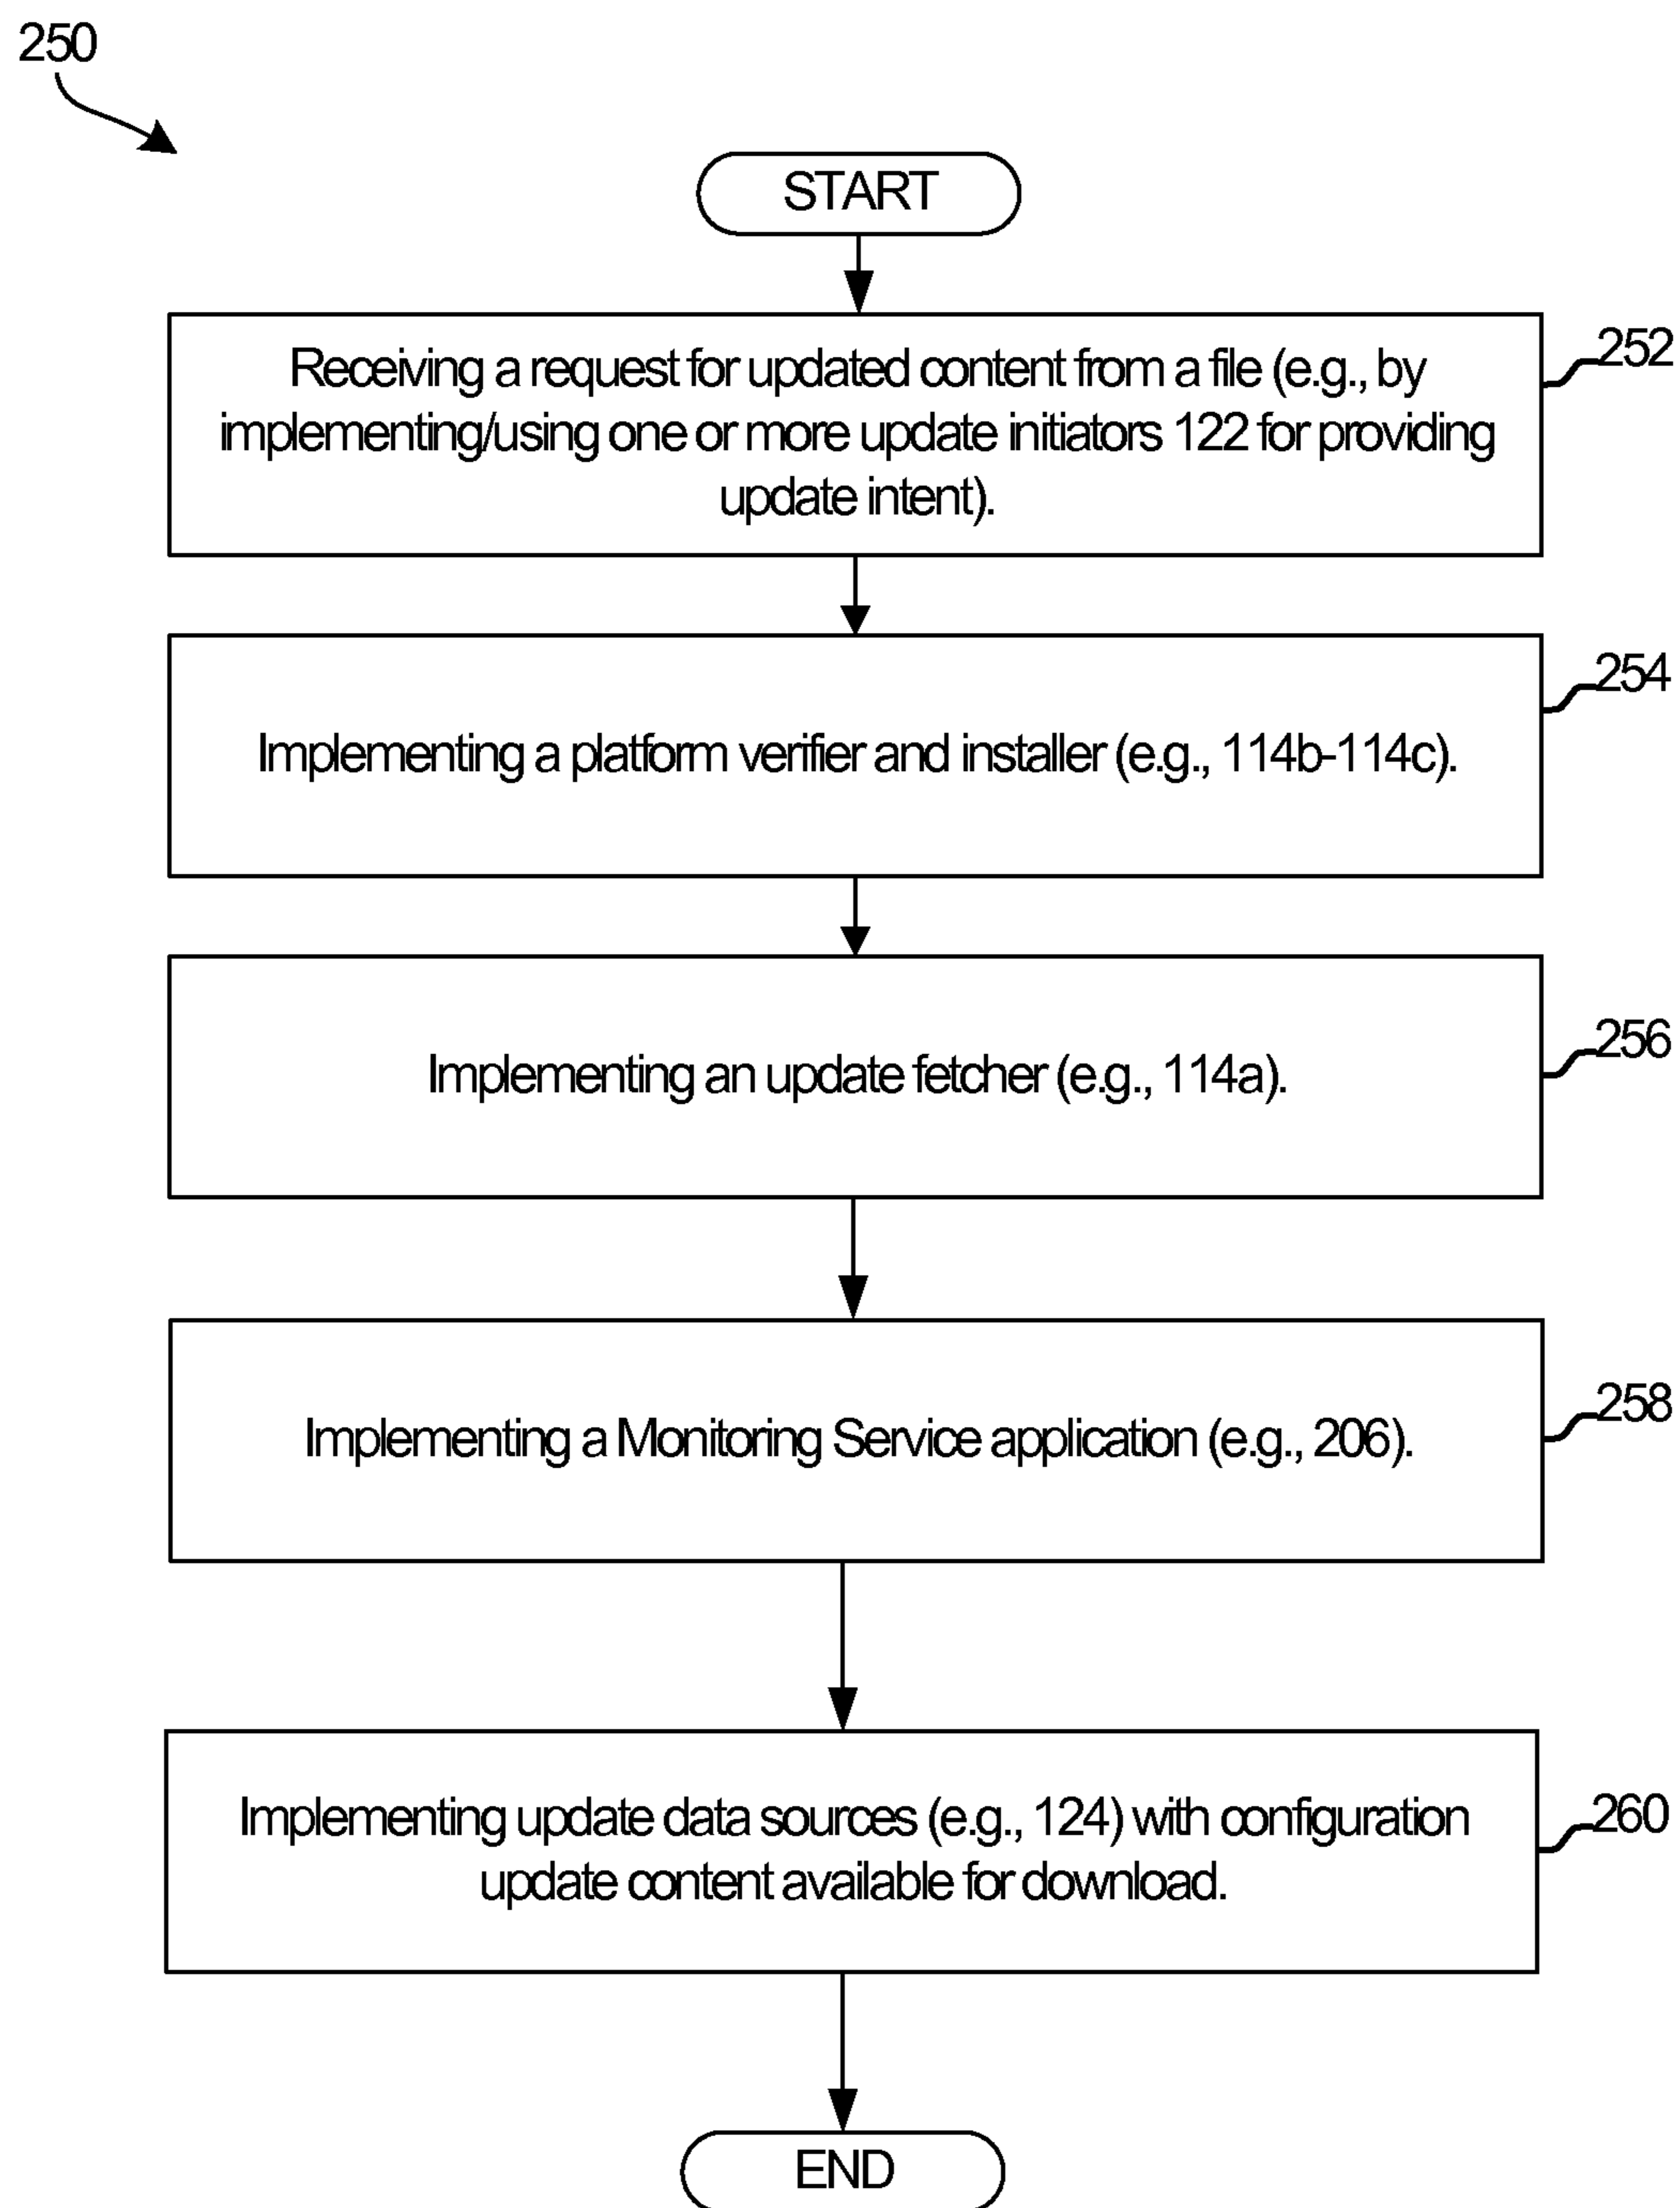 250
START
Receiving a request for updated content from a file (e.g., by
implementing/using one or more update initiators 122 for providing
update intent).
252
Implementing a platform verifier and installer (e.g., 114b-114c).
254
Implementing an update fetcher (e.g., 114a).
256
Implementing a Monitoring Service application (e.g., 206).
258
Implementing update data sources (e.g., 124) with configuration
update content available for download.
260
END